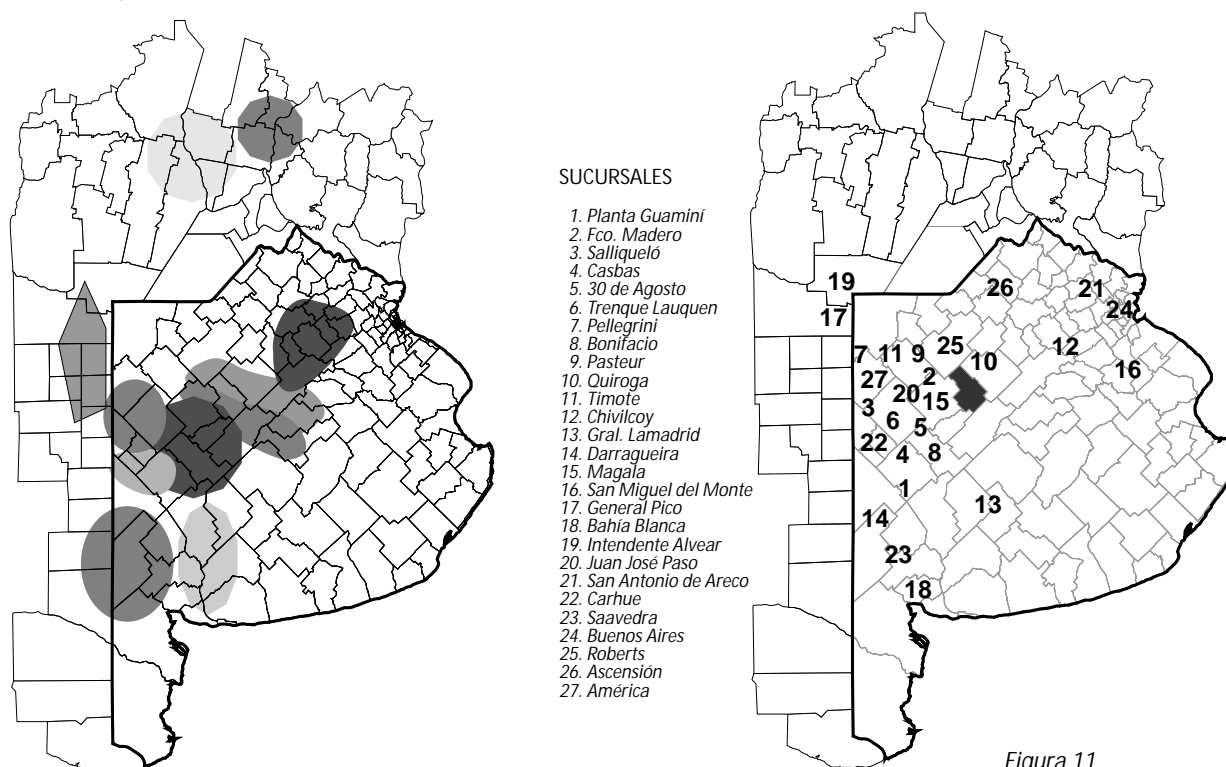 SUCURSALES
1. Planta Guaminí
2. Fco. Madero
3. Salliqueló
4. Casbas
5. 30 de Agosto
6. Trenque Lauquen
7. Pellegrini
8. Bonifacio
9. Pasteur
10. Quiroga
11. Timote
12. Chivilcoy
13. Gral. Lamadrid
14. Darragueira
15. Magala
16. San Miguel del Monte
17. General Pico
18. Bahía Blanca
19. Intendente Alvear
20. Juan José Paso
21. San Antonio de Areco
22. Carhue
23. Saavedra
24. Buenos Aires
25. Roberts
26. Ascensión
27. América
19
26
21
17
24
7
11
9
25
10
12
16
27
2
20
15
3
6
5
22
4
8
1
14
13
23
18
Figura 11